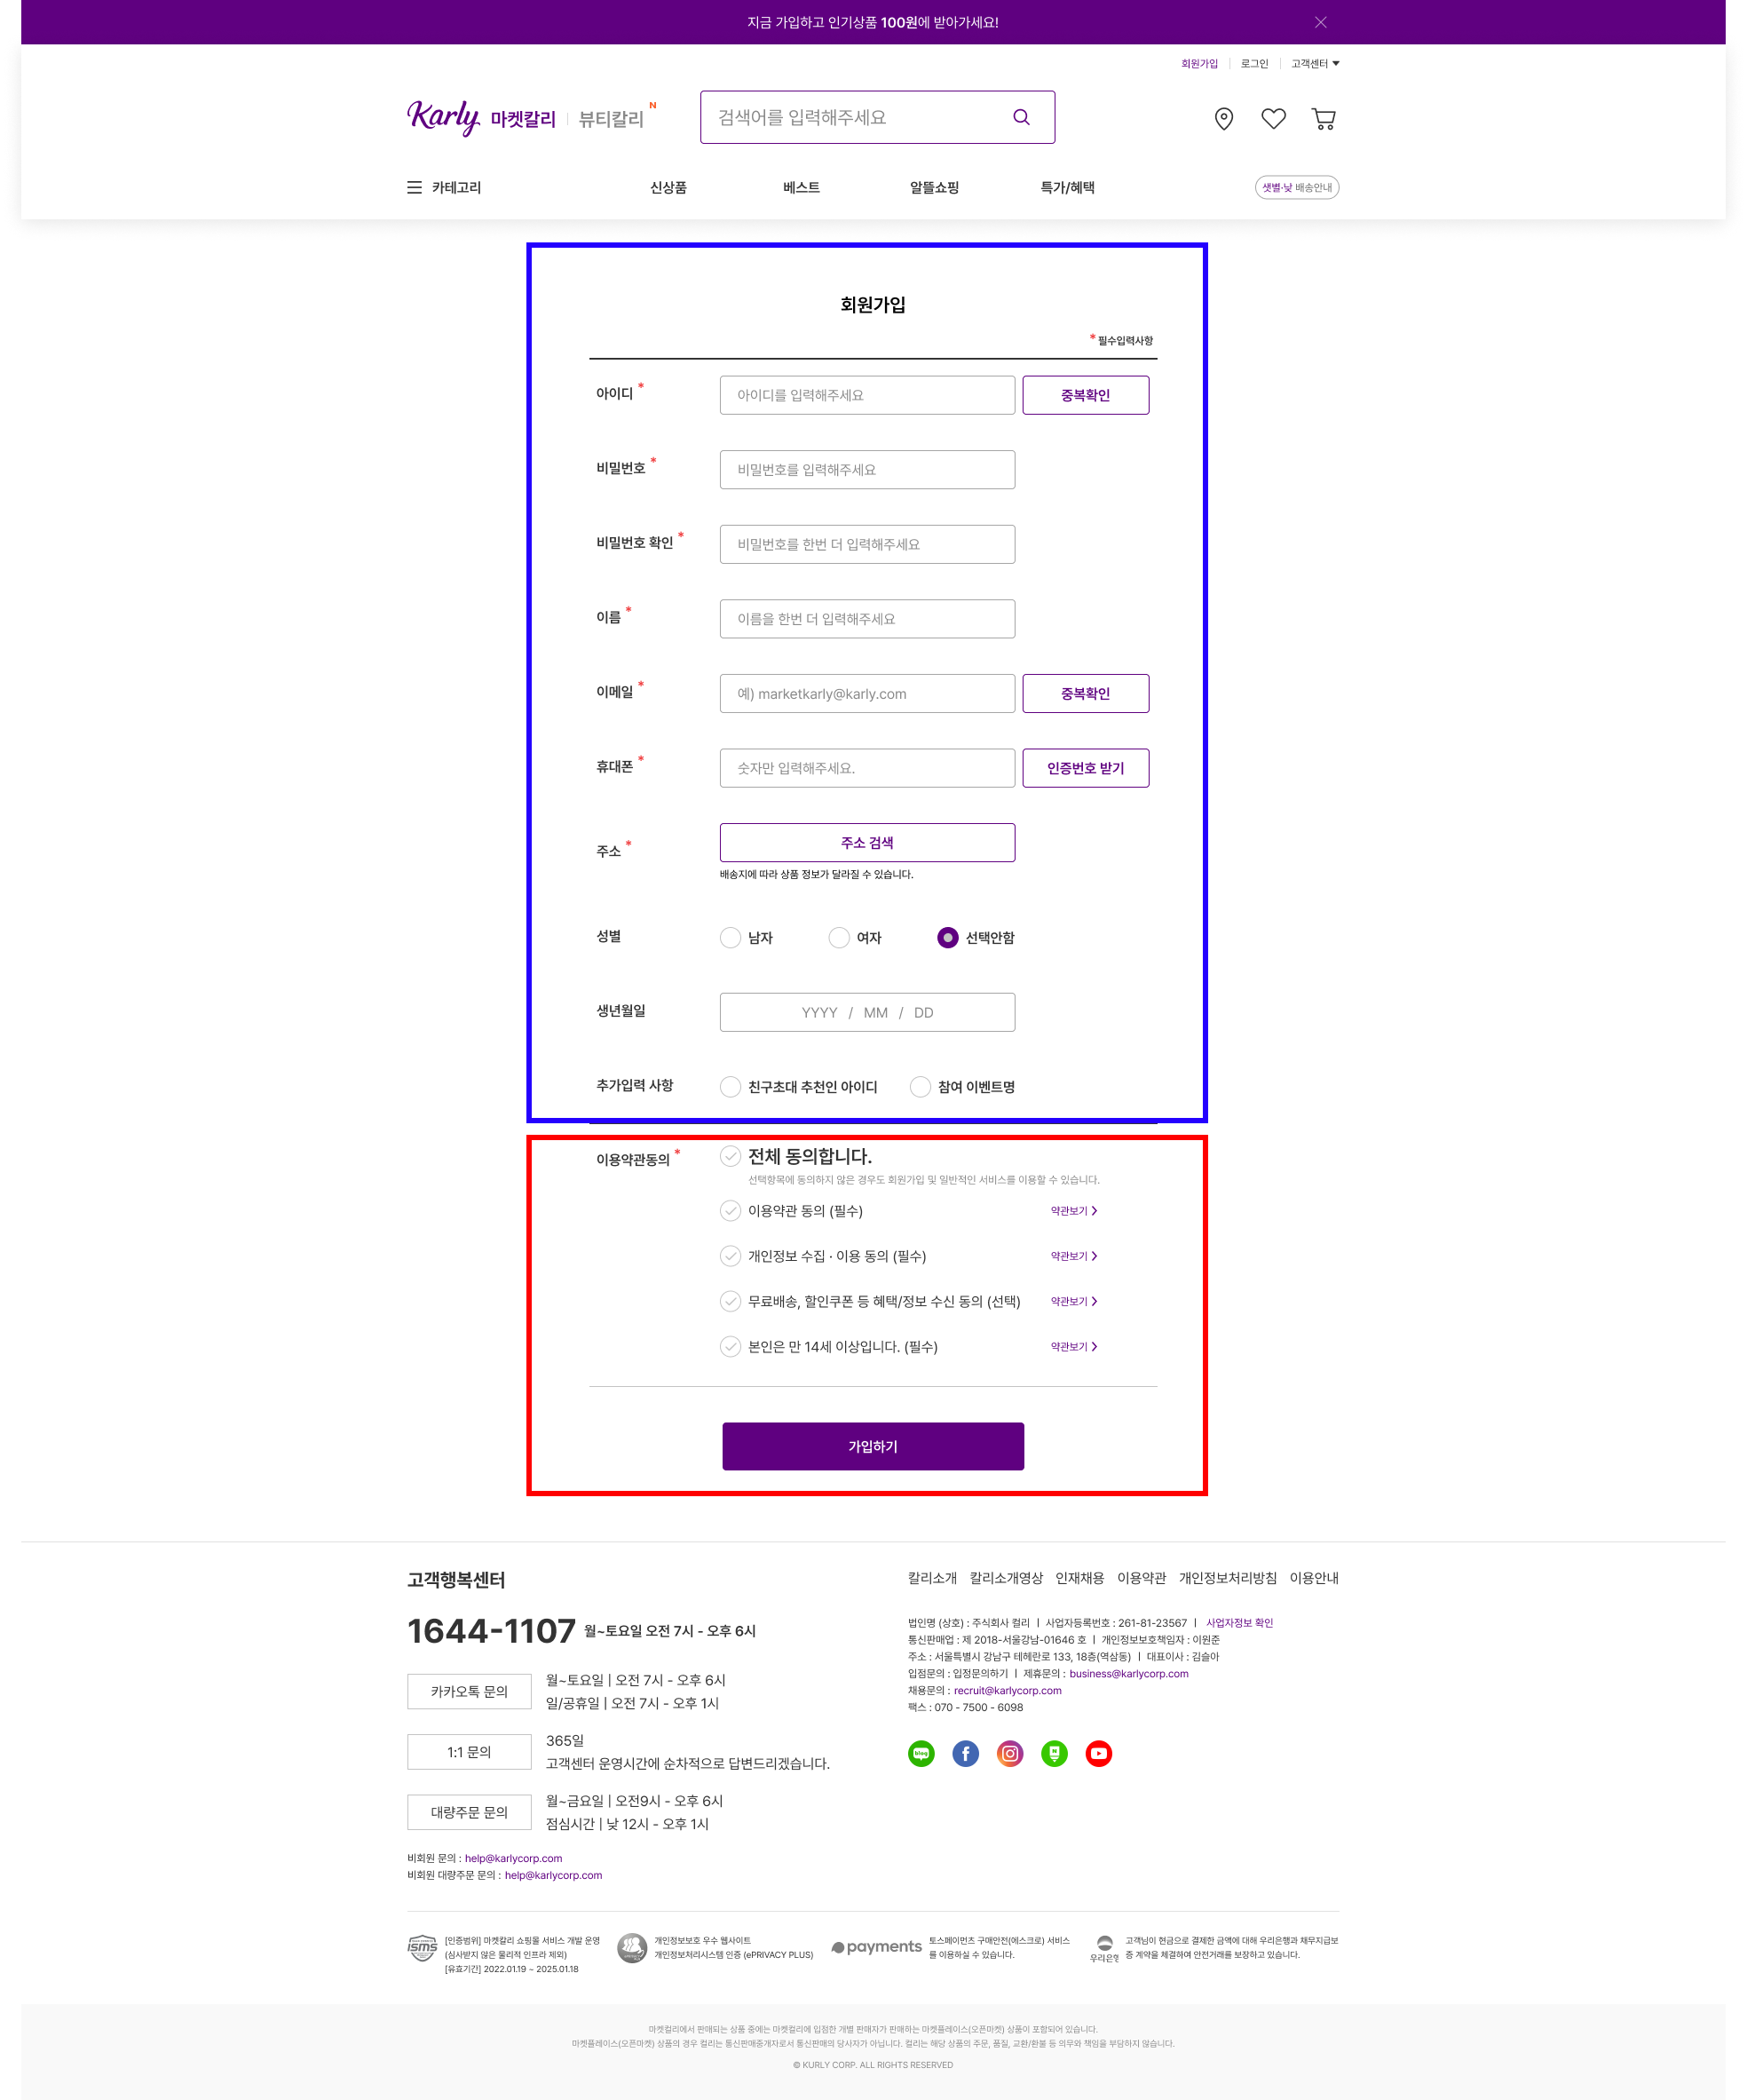 지금 가입하고 인기상품 100원에 받아가세요!
회원가입 로그인 고객센터
Karly 마켓칼리 뷰티칼리 N
검색어를 입력해주세요
카테고리 신상품 베스트 알뜰쇼핑 특가/혜택 샛별·낮 배송안내
회원가입
* 필수입력사항
아이디 * 아이디를 입력해주세요 중복확인
비밀번호 * 비밀번호를 입력해주세요
비밀번호 확인 * 비밀번호를 한번 더 입력해주세요
이름 * 이름을 한번 더 입력해주세요
이메일 * 예) marketkarly@karly.com 중복확인
휴대폰 * 숫자만 입력해주세요. 인증번호 받기
주소 * 주소 검색
배송지에 따라 상품 정보가 달라질 수 있습니다.
성별 남자 여자 선택안함
생년월일 YYYY / MM / DD
추가입력 사항 친구초대 추천인 아이디 참여 이벤트명
이용약관동의 * 전체 동의합니다.
선택항목에 동의하지 않은 경우도 회원가입 및 일반적인 서비스를 이용할 수 있습니다.
이용약관 동의 (필수) 약관보기
개인정보 수집 · 이용 동의 (필수) 약관보기
무료배송, 할인쿠폰 등 혜택/정보 수신 동의 (선택) 약관보기
본인은 만 14세 이상입니다. (필수) 약관보기
가입하기
고객행복센터
1644-1107 월~토요일 오전 7시 - 오후 6시
카카오톡 문의
월~토요일 | 오전 7시 - 오후 6시
일/공휴일 | 오전 7시 - 오후 1시
1:1 문의
365일
고객센터 운영시간에 순차적으로 답변드리겠습니다.
대량주문 문의
월~금요일 | 오전9시 - 오후 6시
점심시간 | 낮 12시 - 오후 1시
비회원 문의 : help@karlycorp.com
비회원 대량주문 문의 : help@karlycorp.com
칼리소개 칼리소개영상 인재채용 이용약관 개인정보처리방침 이용안내
법인명 (상호) : 주식회사 컬리 | 사업자등록번호 : 261-81-23567 | 사업자정보 확인
통신판매업 : 제 2018-서울강남-01646 호 | 개인정보보호책임자 : 이원준
주소 : 서울특별시 강남구 테헤란로 133, 18층(역삼동) | 대표이사 : 김슬아
입점문의 : 입정문의하기 | 제휴문의 : business@karlycorp.com
채용문의 : recruit@karlycorp.com
팩스 : 070 - 7500 - 6098
blog
isms
[인증범위] 마켓칼리 쇼핑몰 서비스 개발 운영
(심사받지 않은 물리적 인프라 제외)
[유효기간] 2022.01.19 ~ 2025.01.18
개인정보보호 우수 웹사이트
개인정보처리시스템 인증 (ePRIVACY PLUS)
payments
토스페이먼츠 구매안전(에스크로) 서비스
를 이용하실 수 있습니다.
우리은행
고객님이 현금으로 결제한 금액에 대해 우리은행과 채무지급보
증 계약을 체결하여 안전거래를 보장하고 있습니다.
마켓컬리에서 판매되는 상품 중에는 마켓컬리에 입점한 개별 판매자가 판매하는 마켓플레이스(오픈마켓) 상품이 포함되어 있습니다.
마켓플레이스(오픈마켓) 상품의 경우 컬리는 통신판매중개자로서 통신판매의 당사자가 아닙니다. 컬리는 해당 상품의 주문, 품질, 교환/환불 등 의무와 책임을 부담하지 않습니다.
© KURLY CORP. ALL RIGHTS RESERVED